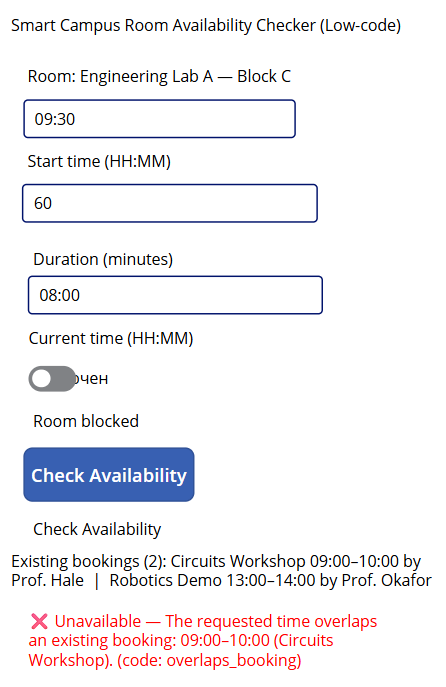 Smart Campus Room Availability Checker (Low-code)
Room: Engineering Lab A — Block C
09:30
Start time (HH:MM)
60
Duration (minutes)
08:00
Current time (HH:MM)
Room blocked
Check Availability
Check Availability
Existing bookings (2): Circuits Workshop 09:00–10:00 by
Prof. Hale | Robotics Demo 13:00–14:00 by Prof. Okafor
❌ Unavailable — The requested time overlaps
an existing booking: 09:00–10:00 (Circuits
Workshop). (code: overlaps_booking)